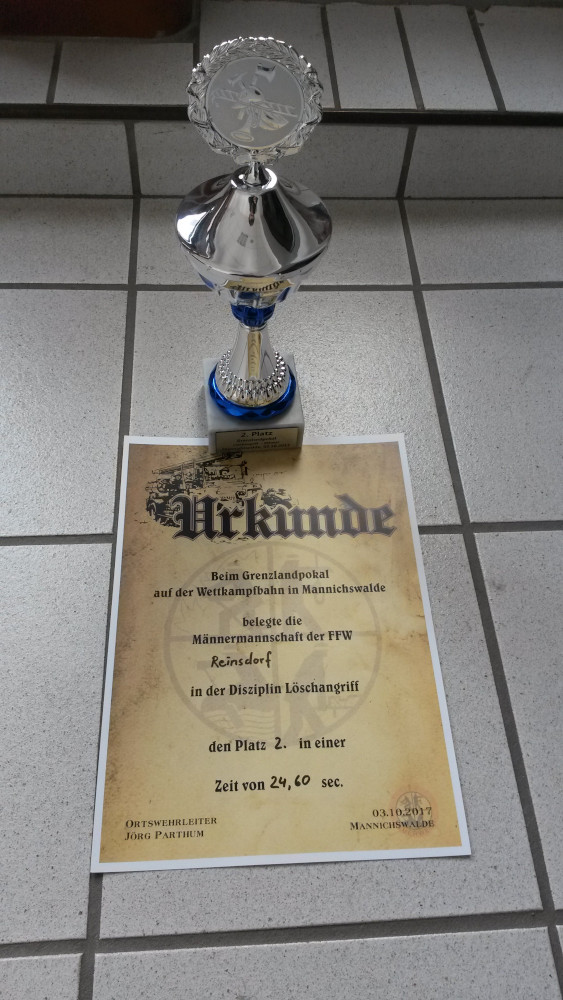 2. Platz
Urkunde
Beim Grenzlandpokal
auf der Wettkampfbahn in Mannichswalde
belegte die
Männermannschaft der FFW
Reinsdorf
in der Disziplin Löschangriff
den Platz 2. in einer
Zeit von 24,60 sec.
ORTSWEHRLEITER
JÖRG PARTHUM
03.10.2017
MANNICHSWALDE